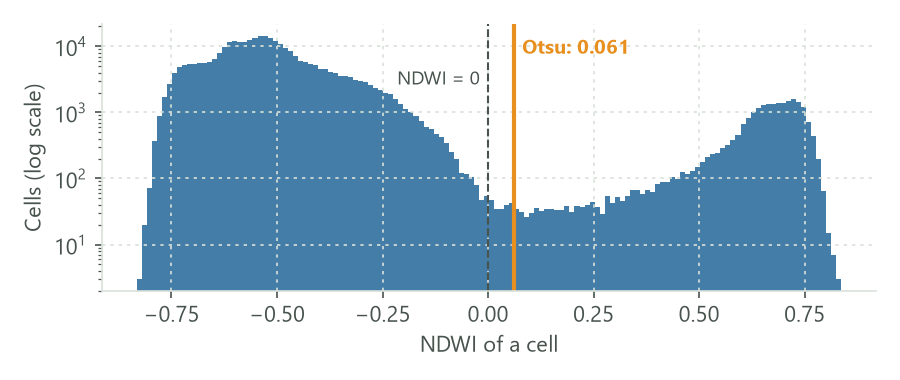 Otsu: 0.061
NDWI = 0
Cells (log scale)
10⁴
10³
10²
10¹
−0.75 −0.50 −0.25 0.00 0.25 0.50 0.75
NDWI of a cell